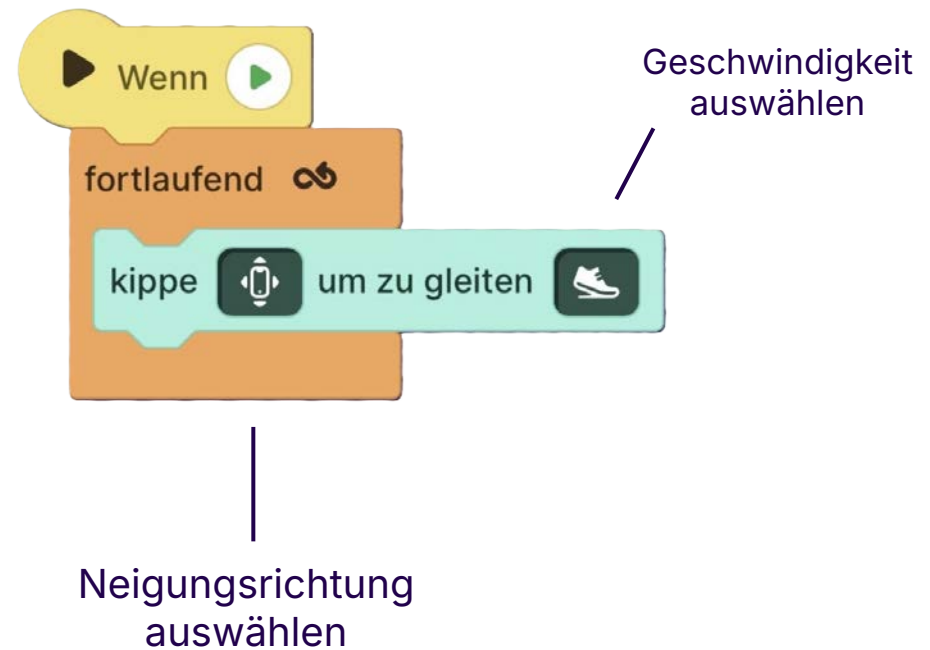 Wenn
Geschwindigkeit
auswählen
fortlaufend
kippe um zu gleiten
Neigungsrichtung
auswählen